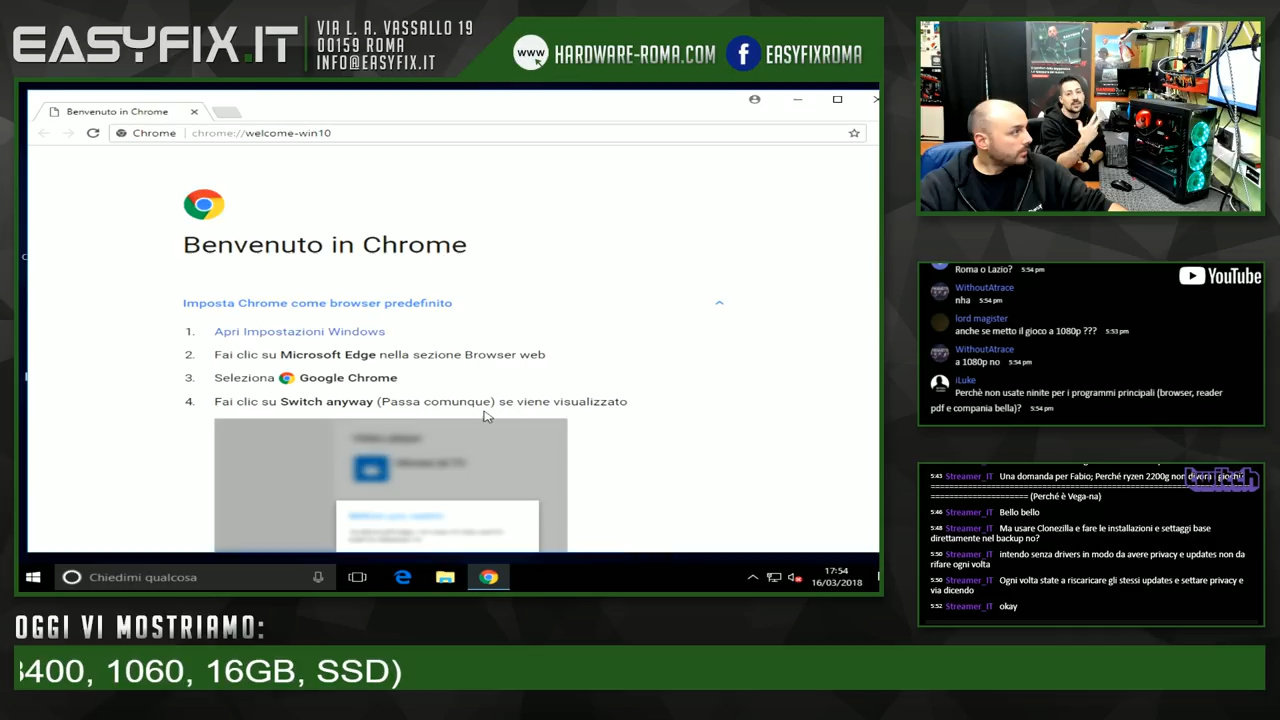 EASYFIX.IT
VIA L. A. VASSALLO 19
00159 ROMA
INFO@EASYFIX.IT
WWW
HARDWARE-ROMA.COM
f
EASYFIXROMA
Benvenuto in Chrome
Chrome
chrome://welcome-win10
Benvenuto in Chrome
Imposta Chrome come browser predefinito
1. Apri Impostazioni Windows
2. Fai clic su Microsoft Edge nella sezione Browser web
3. Seleziona Google Chrome
4. Fai clic su Switch anyway (Passa comunque) se viene visualizzato
Chiedimi qualcosa
17:54
16/03/2018
YouTube
Roma o Lazio? 5:54 pm
WithoutAtrace
nha 5:54 pm
lord magister
anche se metto il gioco a 1080p ??? 5:53 pm
WithoutAtrace
a 1080p no 5:54 pm
iLuke
Perchè non usate ninite per i programmi principali (browser, reader
pdf e compania bella)? 5:54 pm
twitch
5:43 Streamer_IT Una domanda per Fabio; Perché ryzen 2200g non divora i giochi
==================== (Perché è Vega-na)
5:46 Streamer_IT Bello bello
5:48 Streamer_IT Ma usare Clonezilla e fare le installazioni e settaggi base
direttamente nel backup no?
5:50 Streamer_IT intendo senza drivers in modo da avere privacy e updates non da
rifare ogni volta
5:50 Streamer_IT Ogni volta state a riscaricare gli stessi updates e settare privacy e
via dicendo
5:52 Streamer_IT okay
OGGI VI MOSTRIAMO:
400, 1060, 16GB, SSD)